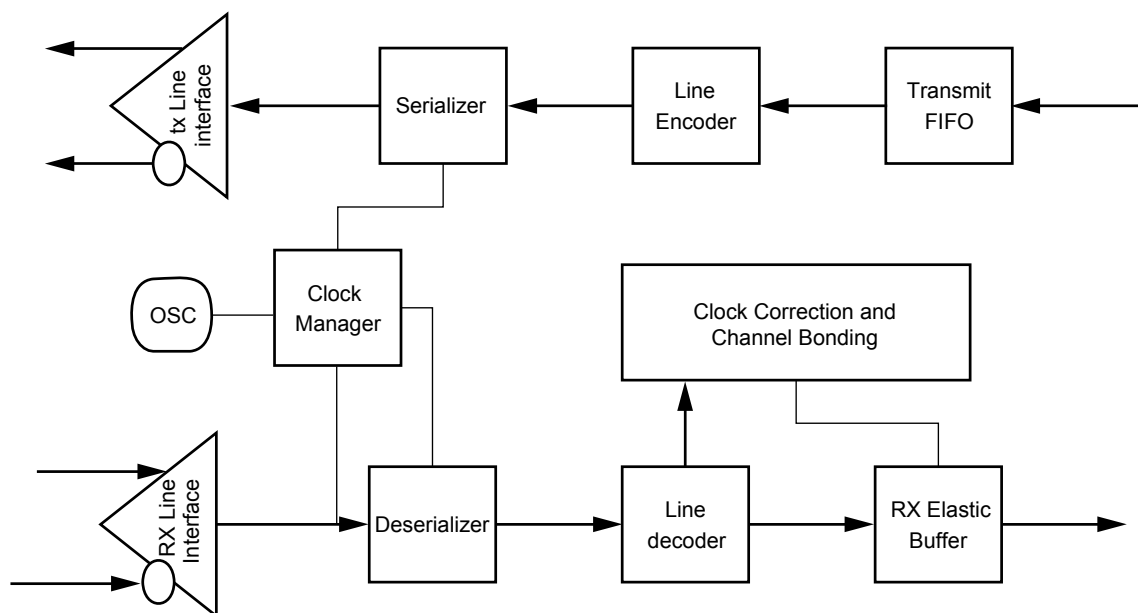 tx Line
interface
Serializer
Line
Encoder
Transmit
FIFO
OSC
Clock
Manager
Clock Correction and
Channel Bonding
RX Line
Interface
Deserializer
Line
decoder
RX Elastic
Buffer